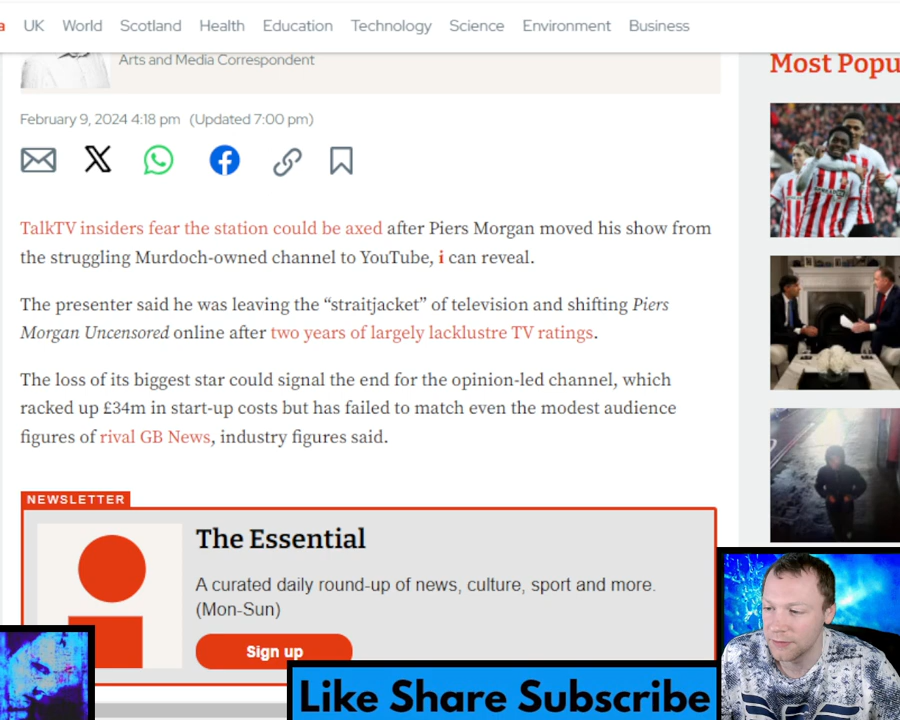 UK World Scotland Health Education Technology Science Environment Business
Arts and Media Correspondent
Most Popu
February 9, 2024 4:18 pm (Updated 7:00 pm)
TalkTV insiders fear the station could be axed after Piers Morgan moved his show from
the struggling Murdoch-owned channel to YouTube, i can reveal.
The presenter said he was leaving the “straitjacket” of television and shifting Piers
Morgan Uncensored online after two years of largely lacklustre TV ratings.
The loss of its biggest star could signal the end for the opinion-led channel, which
racked up £34m in start-up costs but has failed to match even the modest audience
figures of rival GB News, industry figures said.
NEWSLETTER
The Essential
A curated daily round-up of news, culture, sport and more.
(Mon-Sun)
Sign up
Like Share Subscribe